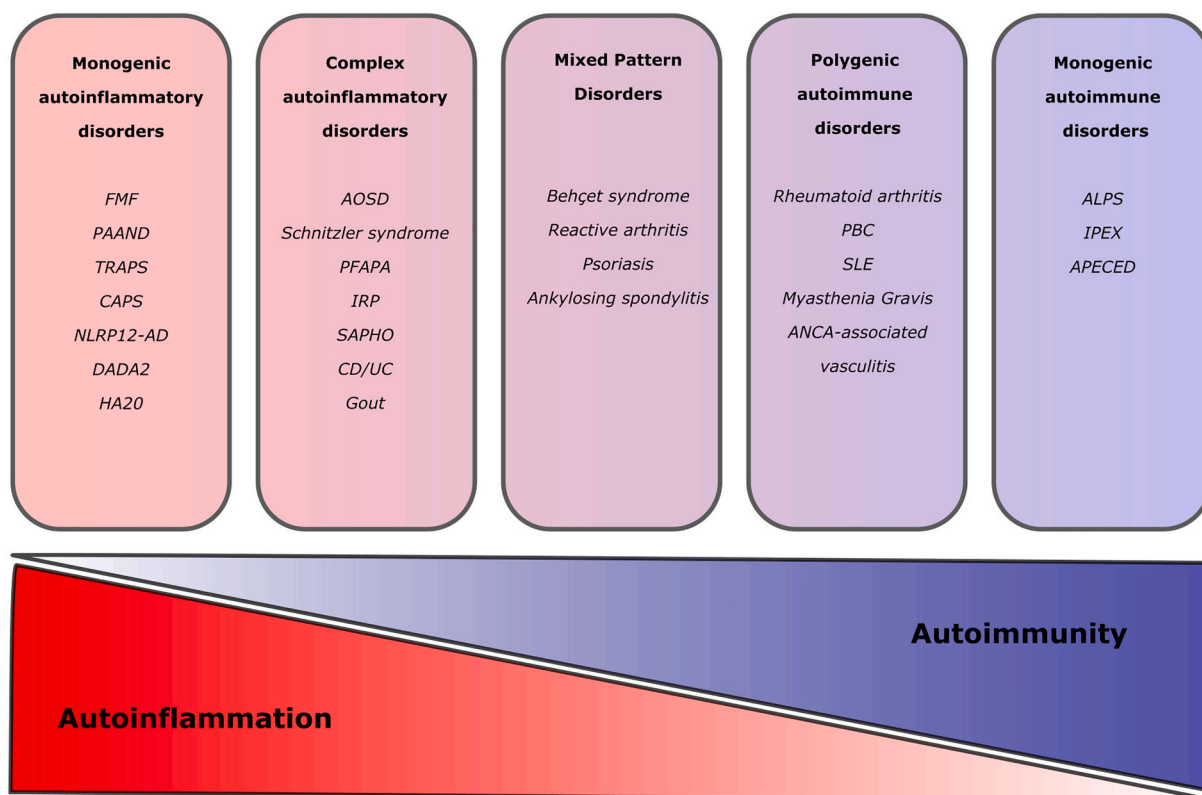 Monogenic
autoinflammatory
disorders
FMF
PAAND
TRAPS
CAPS
NLRP12-AD
DADA2
HA20
Complex
autoinflammatory
disorders
AOSD
Schnitzler syndrome
PFAPA
IRP
SAPHO
CD/UC
Gout
Mixed Pattern
Disorders
Behçet syndrome
Reactive arthritis
Psoriasis
Ankylosing spondylitis
Polygenic
autoimmune
disorders
Rheumatoid arthritis
PBC
SLE
Myasthenia Gravis
ANCA-associated
vasculitis
Monogenic
autoimmune
disorders
ALPS
IPEX
APECED
Autoimmunity
Autoinflammation